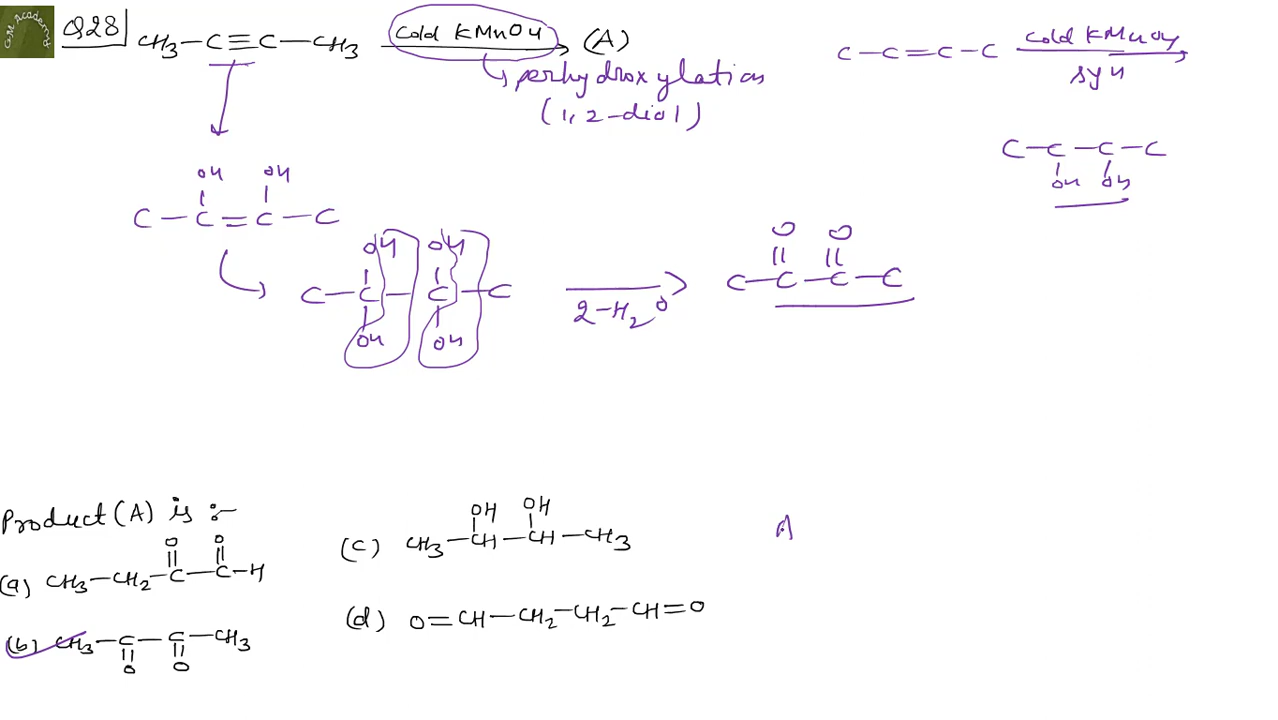 GM Academy
Q28] CH3-C≡C-CH3 Cold KMnO4 (A)
perhydroxylation
(1,2-diol)
C-C=C-C Cold KMnO4
syn
C-C-C-C
OH OH
OH OH
C-C=C-C
OH OH
C-C-C-C
OH OH
2-H2O
O O
C-C-C-C
Product (A) is :-
O O
(a) CH3-CH2-C-C-H
(b) CH3-C-C-CH3
O O
OH OH
(c) CH3-CH-CH-CH3
(d) O=CH-CH2-CH2-CH=O
A